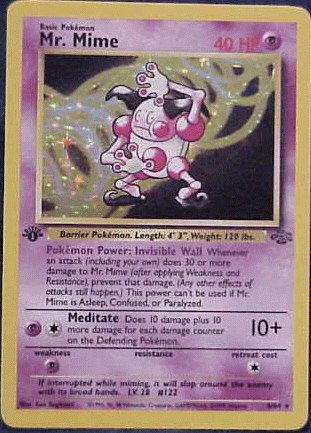 Basic Pokémon
Mr. Mime
40 HP
Barrier Pokémon. Length: 4' 3", Weight: 120 lbs.
Pokémon Power: Invisible Wall Whenever
an attack (including your own) does 30 or more
damage to Mr. Mime (after applying Weakness and
Resistance), prevent that damage. (Any other effects of
attacks still happen.) This power can't be used if Mr.
Mime is Asleep, Confused, or Paralyzed.
Meditate Does 10 damage plus 10
more damage for each damage counter
on the Defending Pokémon.
10+
weakness
resistance
retreat cost
If interrupted while miming, it will slap around the enemy
with its broad hands. LV. 28 #122